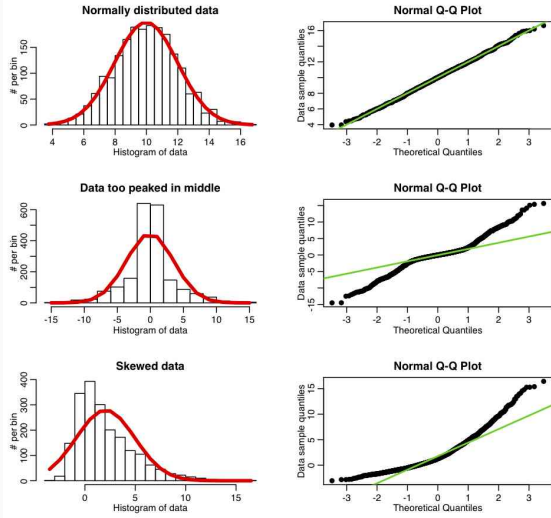 Normally distributed data
# per bin
0 50 100 150
4 6 8 10 12 14 16
Histogram of data
Normal Q-Q Plot
Data sample quantiles
4 6 8 12 16
-3 -2 -1 0 1 2 3
Theoretical Quantiles
Data too peaked in middle
# per bin
0 200 400 600
-15 -10 -5 0 5 10 15
Histogram of data
Normal Q-Q Plot
Data sample quantiles
-15 -5 0 5 10
-3 -2 -1 0 1 2 3
Theoretical Quantiles
Skewed data
# per bin
0 100 200 300 400
0 5 10 15
Histogram of data
Normal Q-Q Plot
Data sample quantiles
0 5 10 15
-3 -2 -1 0 1 2 3
Theoretical Quantiles